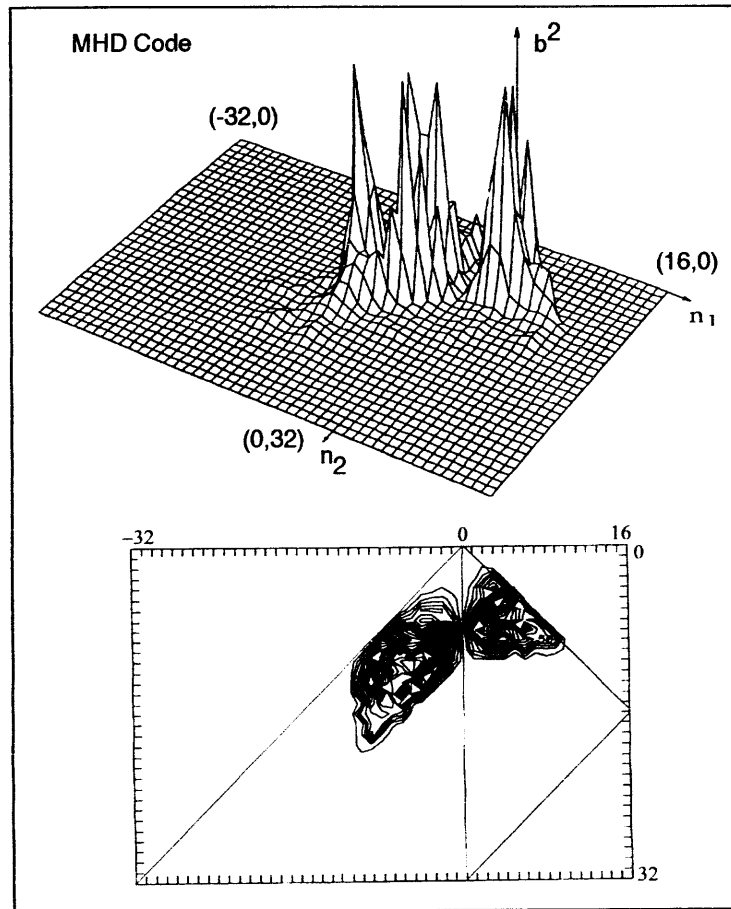 MHD Code
b2
(-32,0)
(16,0)
n1
(0,32)
n2
-32
0
16
0
32